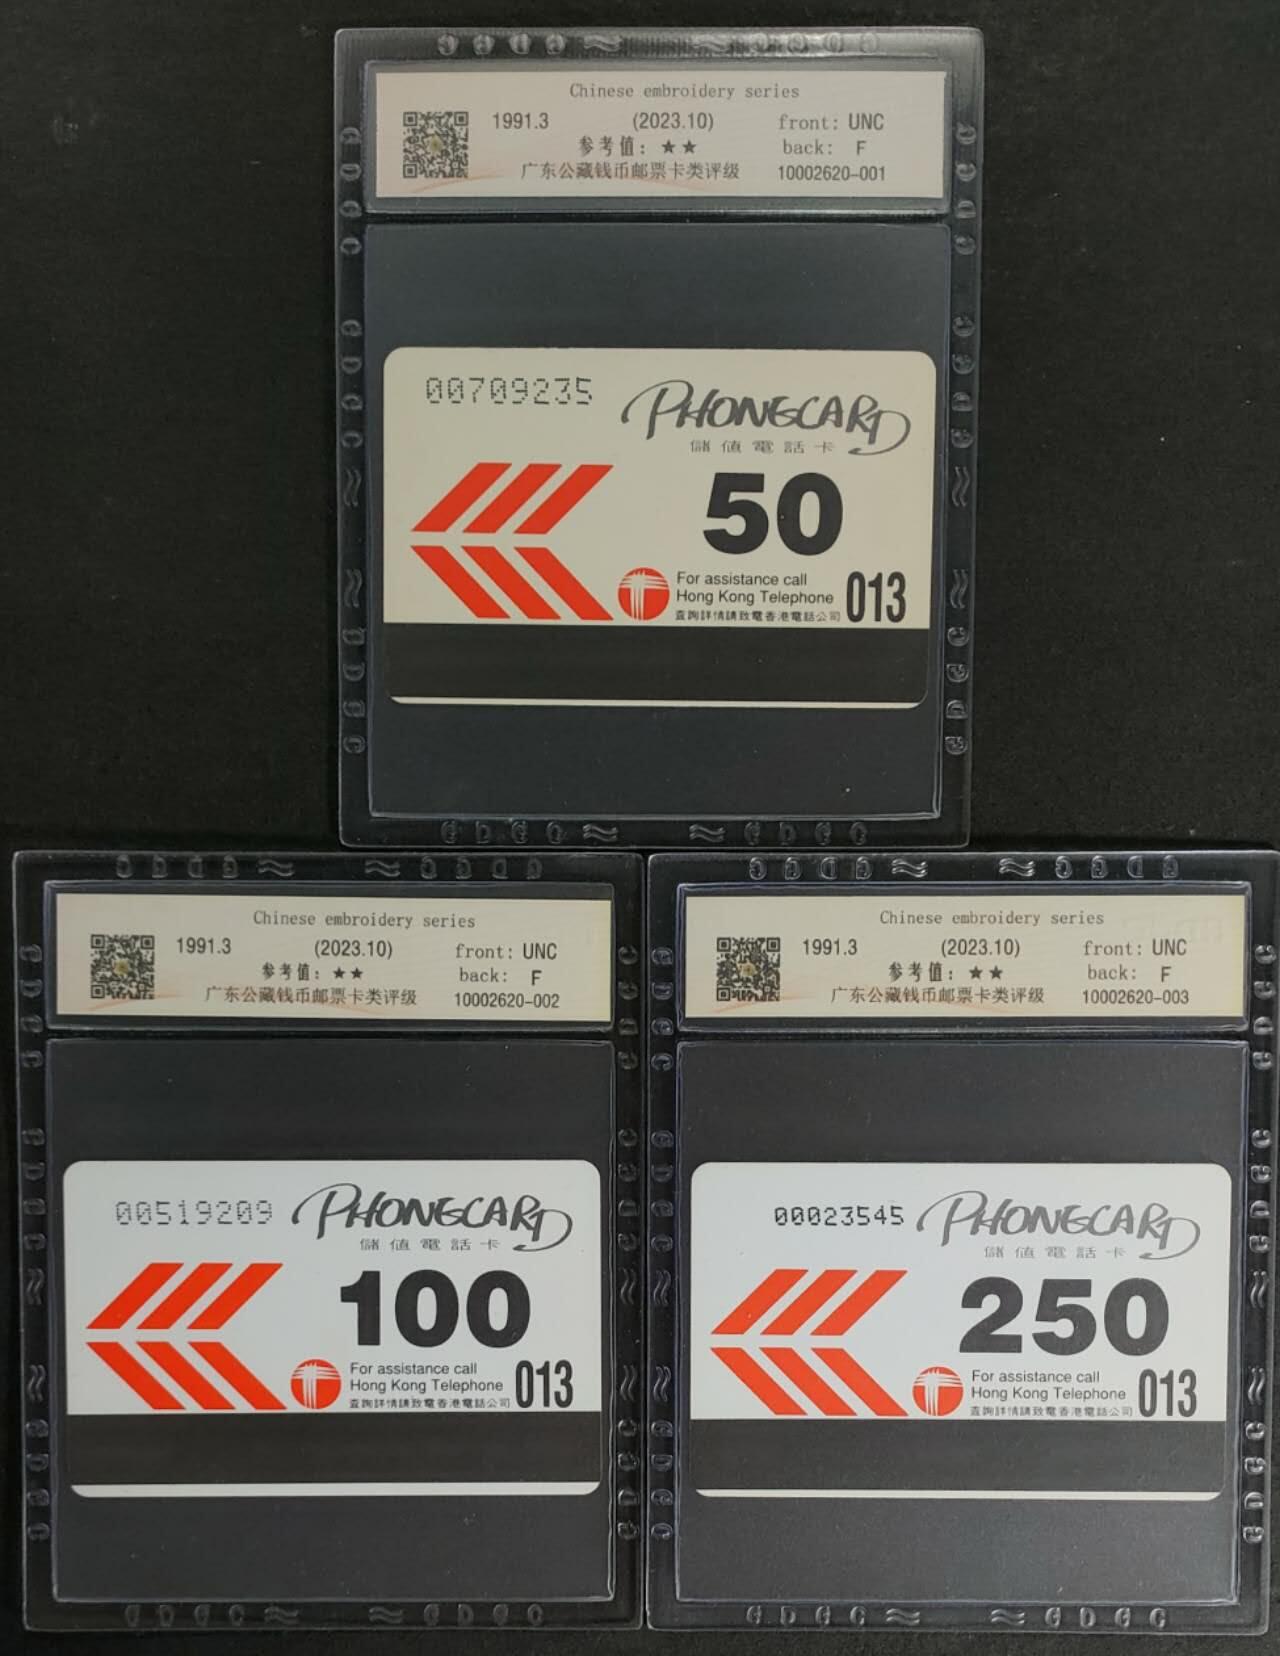 Chinese embroidery series
1991.3 (2023.10) front: UNC
参考值: ★★ back: F
广东公藏钱币邮票卡类评级 10002620-001
00709235 PHONECARD
儲值電話卡
50
For assistance call
Hong Kong Telephone 013
查詢詳情請致電香港電話公司
GDGC
Chinese embroidery series
1991.3 (2023.10) front: UNC
参考值: ★★ back: F
广东公藏钱币邮票卡类评级 10002620-002
00519209 PHONECARD
儲值電話卡
100
For assistance call
Hong Kong Telephone 013
查詢詳情請致電香港電話公司
GDGC GDGC
Chinese embroidery series
1991.3 (2023.10) front: UNC
参考值: ★★ back: F
广东公藏钱币邮票卡类评级 10002620-003
00023545 PHONECARD
儲值電話卡
250
For assistance call
Hong Kong Telephone 013
查詢詳情請致電香港電話公司
GDGC GDGC